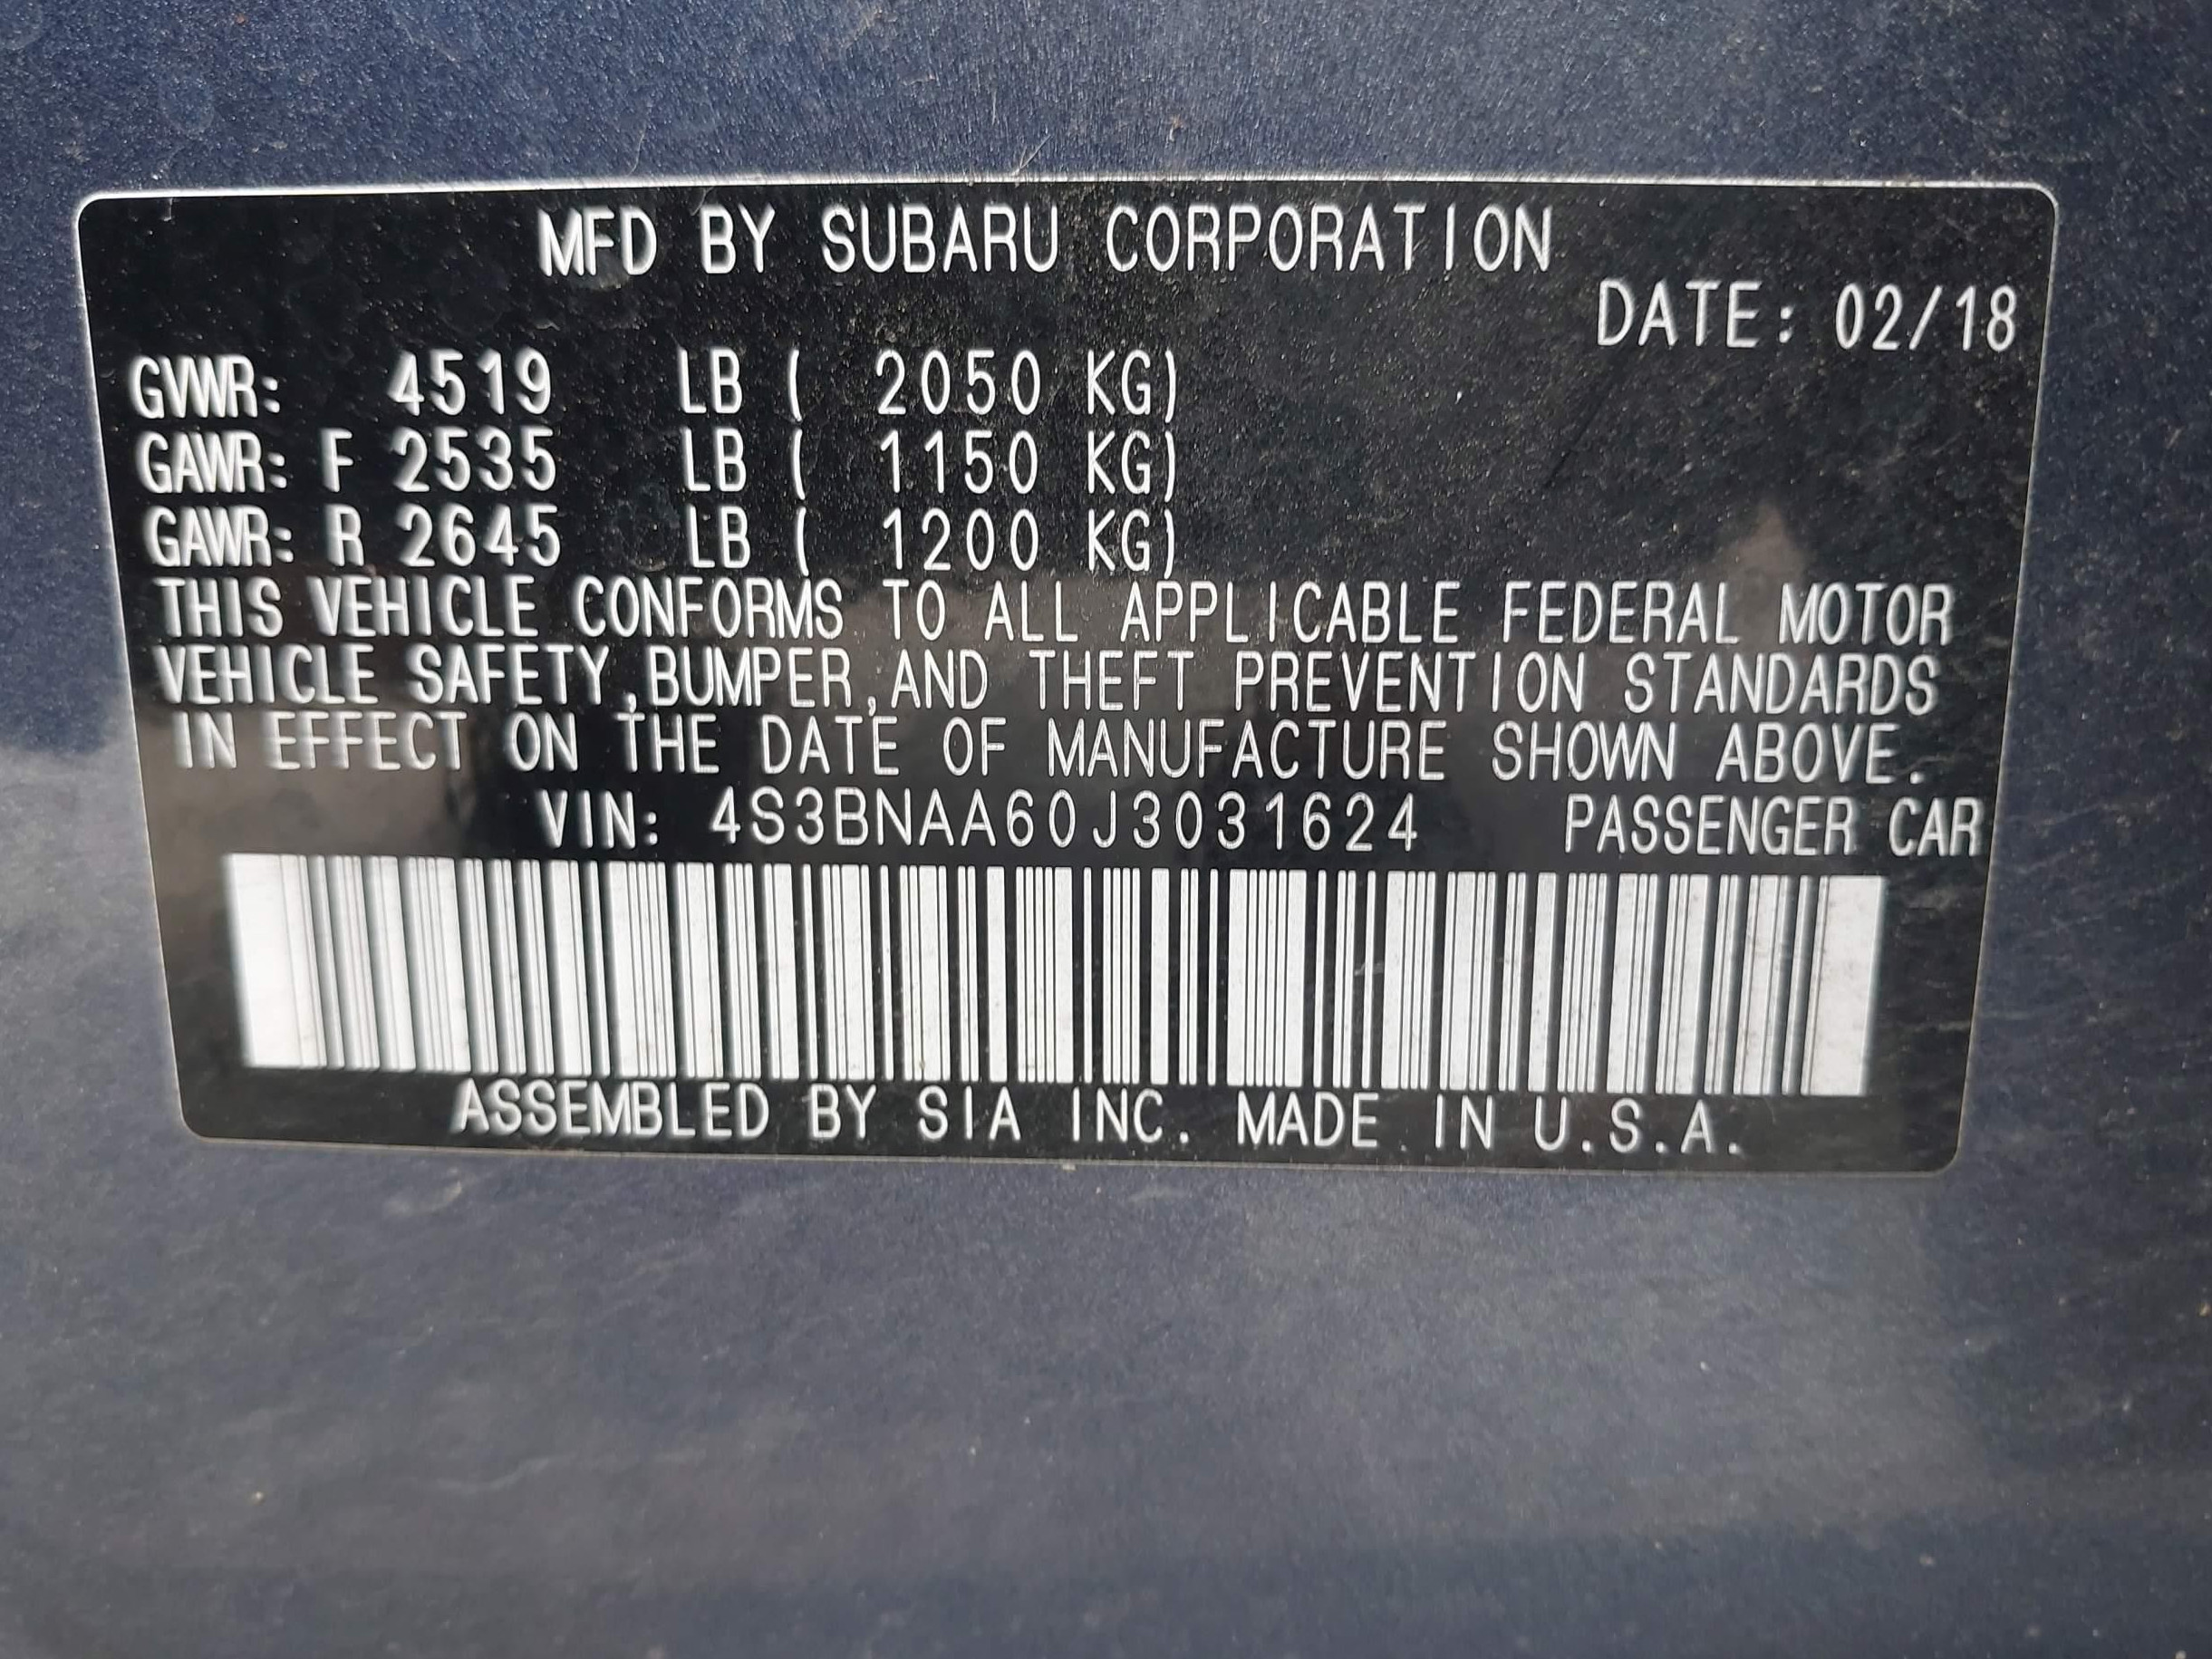 MFD BY SUBARU CORPORATION
DATE: 02/18
GVWR: 4519 LB ( 2050 KG)
GAWR: F 2535 LB ( 1150 KG)
GAWR: R 2645 LB ( 1200 KG)
THIS VEHICLE CONFORMS TO ALL APPLICABLE FEDERAL MOTOR
VEHICLE SAFETY,BUMPER,AND THEFT PREVENTION STANDARDS
IN EFFECT ON THE DATE OF MANUFACTURE SHOWN ABOVE.
VIN: 4S3BNAA60J3031624 PASSENGER CAR
ASSEMBLED BY SIA INC. MADE IN U.S.A.